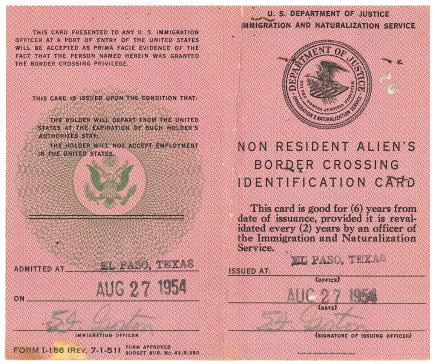 THIS CARD PRESENTED TO ANY U. S. IMMIGRATION
OFFICER AT A PORT OF ENTRY OF THE UNITED STATES
WILL BE ACCEPTED AS PRIMA FACIE EVIDENCE OF THE
FACT THAT THE PERSON NAMED HEREIN WAS GRANTED
THE BORDER CROSSING PRIVILEGE.
THIS CARD IS ISSUED UPON THE CONDITION THAT:
THE HOLDER WILL DEPART FROM THE UNITED
STATES AT THE EXPIRATION OF SUCH HOLDER'S
AUTHORIZED STAY;
THE HOLDER WILL NOT ACCEPT EMPLOYMENT
IN THE UNITED STATES.
ADMITTED AT EL PASO, TEXAS
ON AUG 27 1954
IMMIGRATION OFFICER
FORM I-186 (REV. 7-1-51) FORM APPROVED
BUDGET BUR. No. 43-R-380
U. S. DEPARTMENT OF JUSTICE
IMMIGRATION AND NATURALIZATION SERVICE
DEPARTMENT OF JUSTICE
IMMIGRATION & NATURALIZATION SERVICE
NON RESIDENT ALIEN'S
BORDER CROSSING
IDENTIFICATION CARD
This card is good for (6) years from
date of issuance, provided it is reval-
idated every (2) years by an officer of
the Immigration and Naturalization
Service.
ISSUED AT: EL PASO, TEXAS
(OFFICE)
AUG 27 1954
(DATE)
(SIGNATURE OF ISSUING OFFICER)